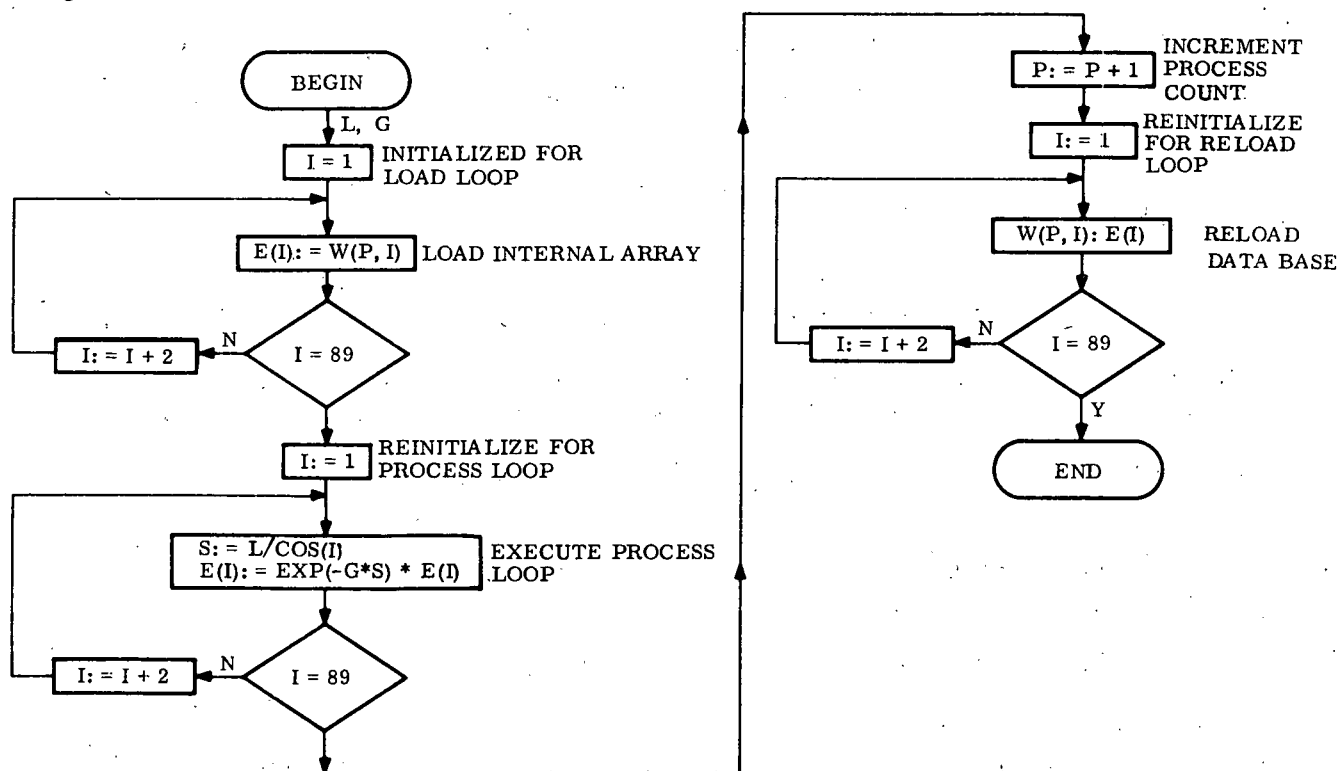 BEGIN
L, G
I = 1
INITIALIZED FOR
LOAD LOOP
E(I): = W(P, I)
LOAD INTERNAL ARRAY
I = 89
N
I: = I + 2
I: = 1
REINITIALIZE FOR
PROCESS LOOP
S: = L/COS(I)
E(I): = EXP(-G*S) * E(I)
EXECUTE PROCESS
LOOP
I = 89
N
I: = I + 2
P: = P + 1
INCREMENT
PROCESS
COUNT
I: = 1
REINITIALIZE
FOR RELOAD
LOOP
W(P, I): E(I)
RELOAD
DATA BASE
I = 89
N
I: = I + 2
Y
END